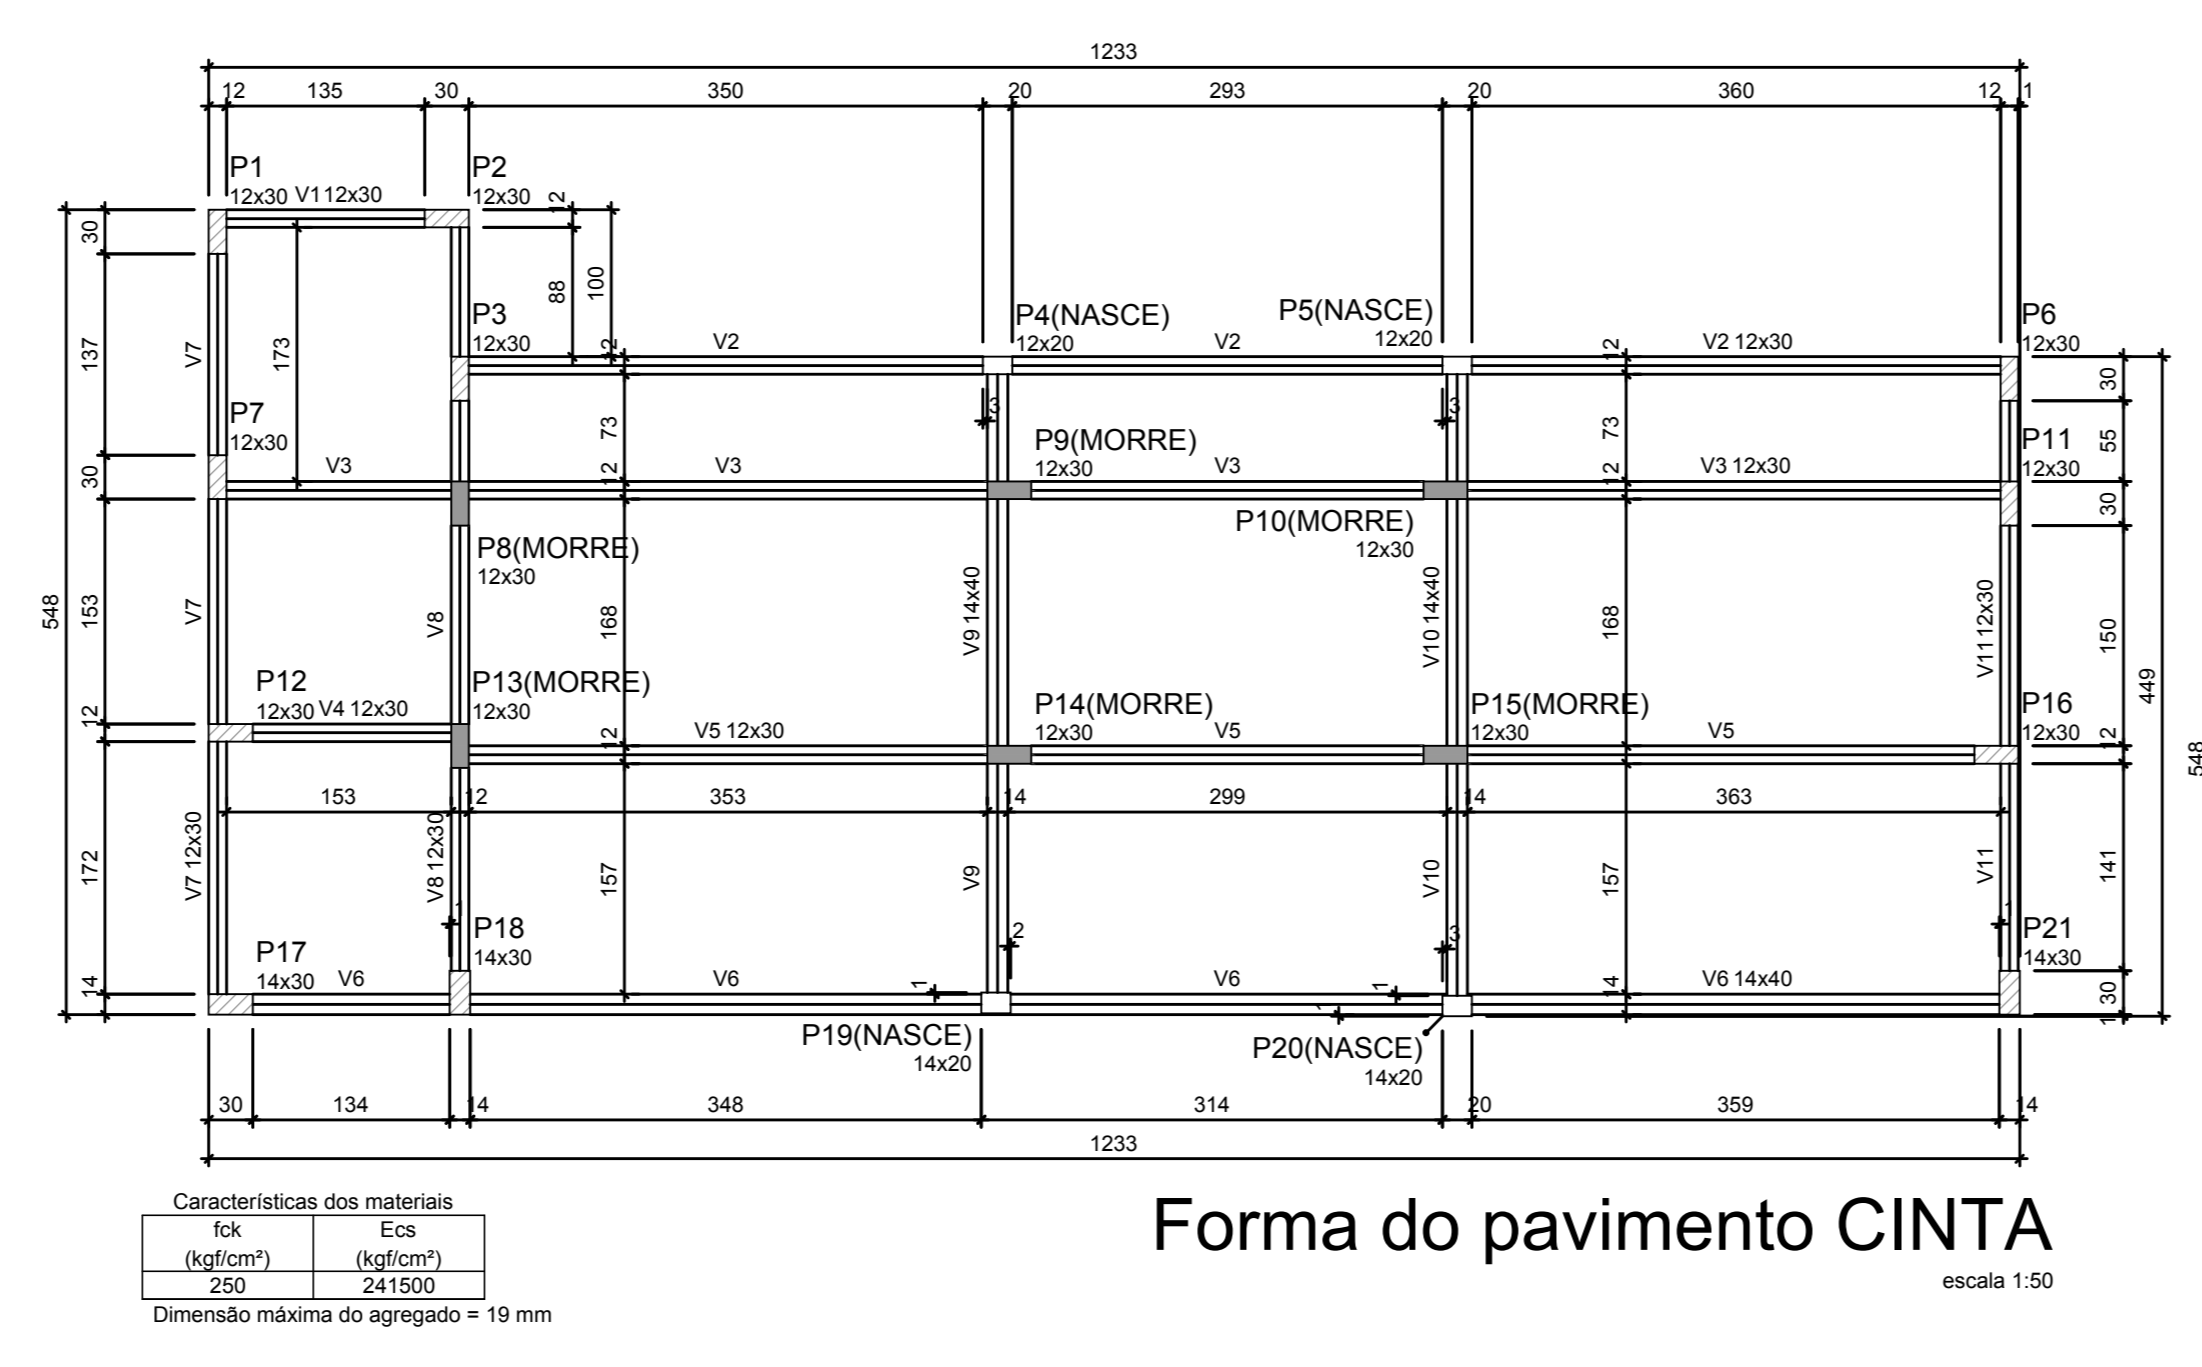 1233
12 135 30 350 20 293 20 360 12 1
P1
12x30 V1 12x30
P2
12x30
12
30
88
100
137
V7
173
P3
12x30
V2
12
P4(NASCE)
12x20
V2
P5(NASCE)
12x20
12
V2 12x30
P6
12x30
30
3
3
73
73
55
P7
12x30
V3
30
V3
12
P9(MORRE)
12x30
V3
12
V3 12x30
P11
12x30
30
P10(MORRE)
12x30
P8(MORRE)
12x30
548
153
V7
V8
168
V9 14x40
V10 14x40
168
V11 12x30
150
449
548
P12
12x30 V4 12x30
12
P13(MORRE)
12x30
12
V5 12x30
P14(MORRE)
12x30
V5
P15(MORRE)
12x30
V5
P16
12x30
12
153 12 353 14 299 14 363
172
V7 12x30
V8 12x30
157
V9
V10
157
V11
141
1
P18
14x30
2
3
1
P21
14x30
P17
14x30
V6
14
V6
1
V6
1
1
14
V6 14x40
30
1
P19(NASCE)
14x20
P20(NASCE)
14x20
30 134 14 348 314 20 359 14
1233
Características dos materiais
fck Ecs
(kgf/cm²) (kgf/cm²)
250 241500
Dimensão máxima do agregado = 19 mm
Forma do pavimento CINTA
escala 1:50